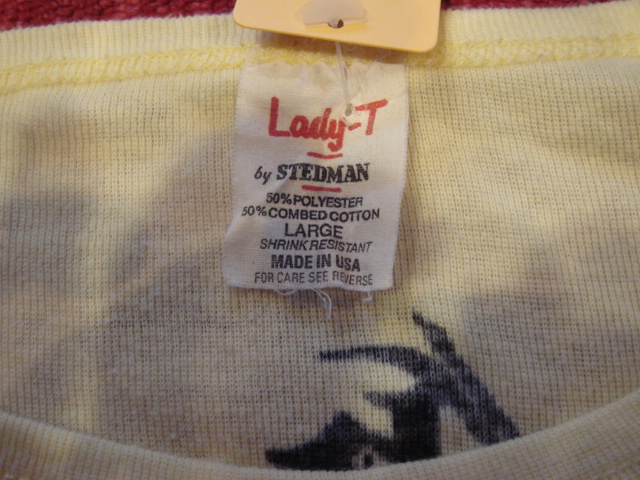 Lady-T
by STEDMAN
50% POLYESTER
50% COMBED COTTON
LARGE
SHRINK RESISTANT
MADE IN USA
FOR CARE SEE REVERSE